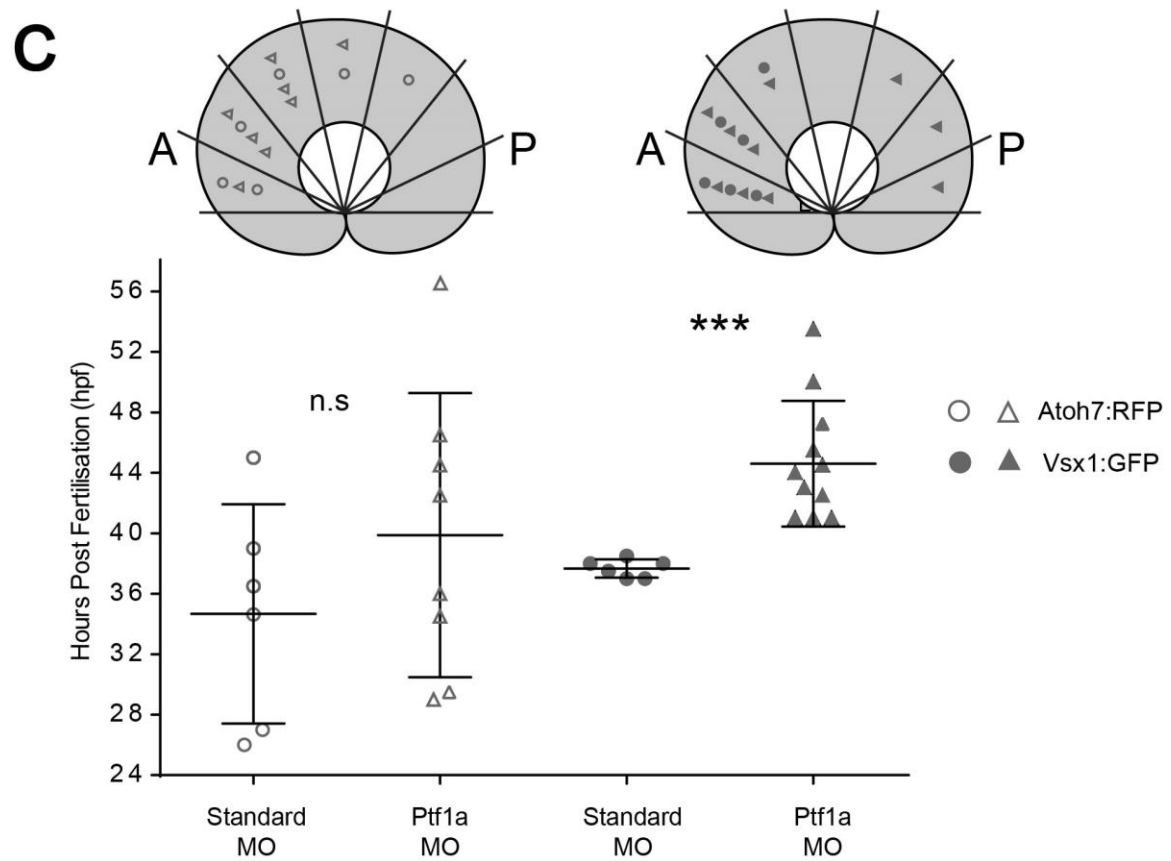 C
A
P
A
P
56
52
48
44
40
36
32
28
24
Hours Post Fertilisation (hpf)
n.s
***
Atoh7:RFP
Vsx1:GFP
Standard
MO
Ptf1a
MO
Standard
MO
Ptf1a
MO